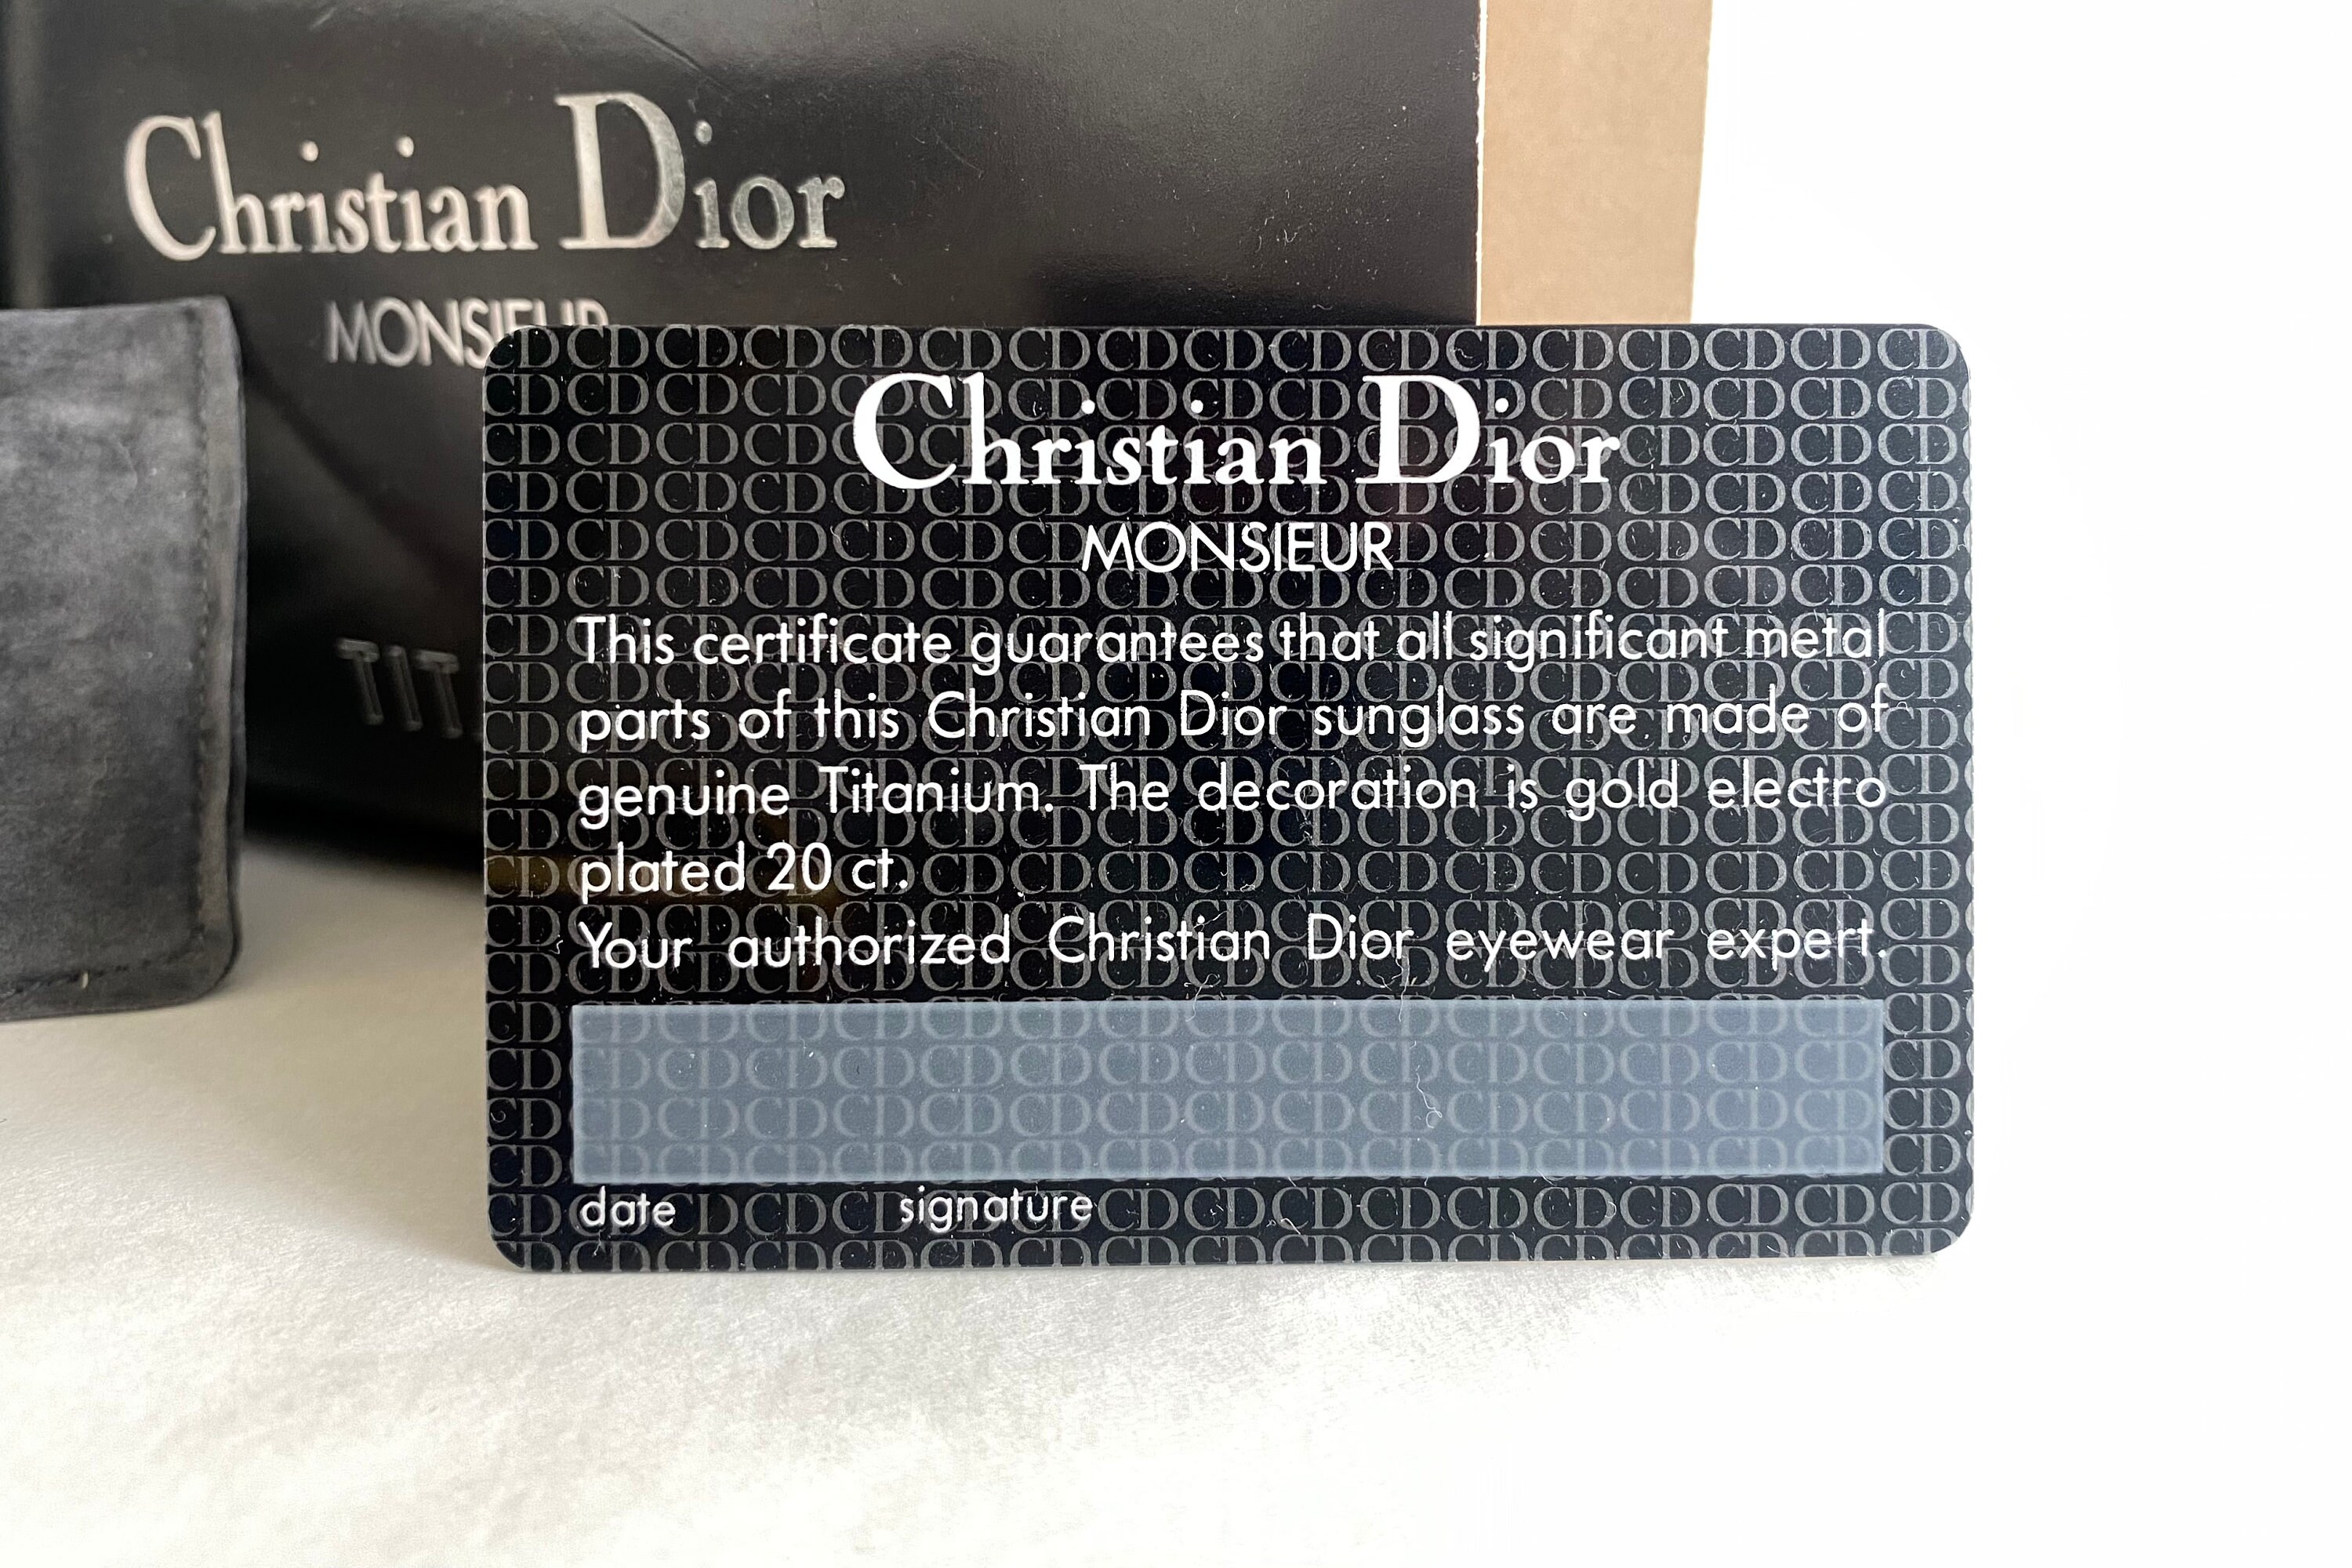 Christian Dior
MONSIEUR
TIT
Christian Dior
MONSIEUR
This certificate guarantees that all significant metal
parts of this Christian Dior sunglass are made of
genuine Titanium. The decoration is gold electro
plated 20 ct.
Your authorized Christian Dior eyewear expert.
date signature